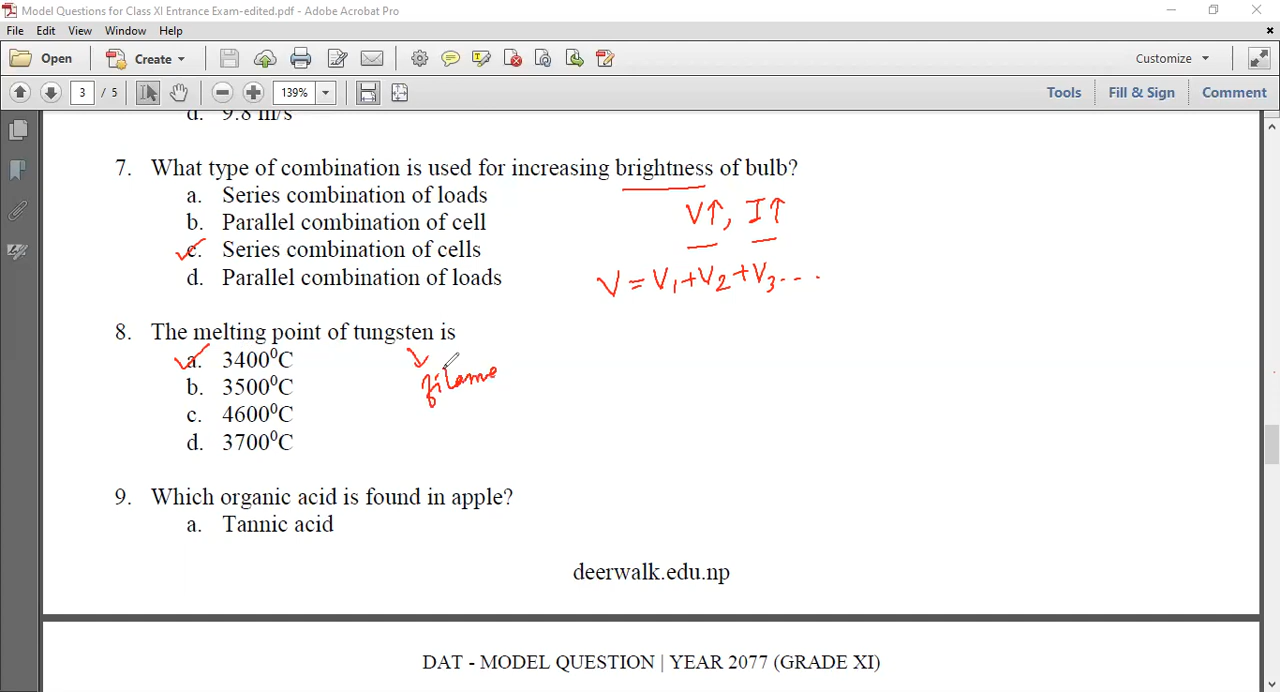 Model Questions for Class XI Entrance Exam-edited.pdf - Adobe Acrobat Pro
File Edit View Window Help
Open Create Customize
3 / 5 139% Tools Fill & Sign Comment
d. 9.8 m/s
7. What type of combination is used for increasing brightness of bulb?
a. Series combination of loads
V↑, I↑
b. Parallel combination of cell
c. Series combination of cells
d. Parallel combination of loads
V = V₁ + V₂ + V₃ ....
8. The melting point of tungsten is
a. 3400⁰C
filame
b. 3500⁰C
c. 4600⁰C
d. 3700⁰C
9. Which organic acid is found in apple?
a. Tannic acid
deerwalk.edu.np
DAT - MODEL QUESTION | YEAR 2077 (GRADE XI)